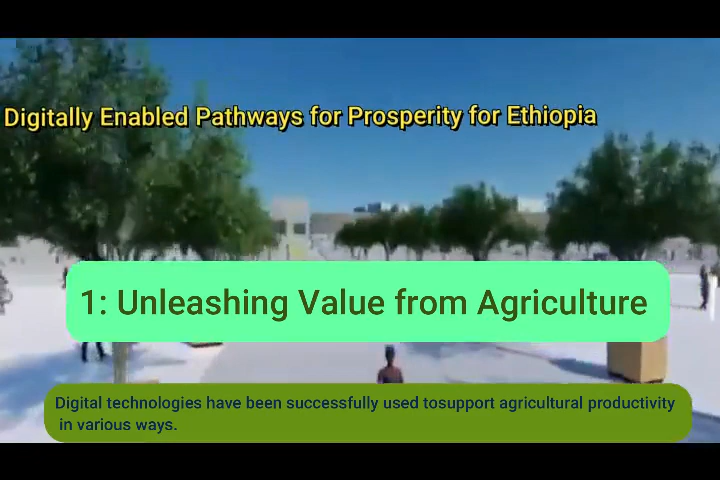 Digitally Enabled Pathways for Prosperity for Ethiopia
1: Unleashing Value from Agriculture
Digital technologies have been successfully used tosupport agricultural productivity
in various ways.